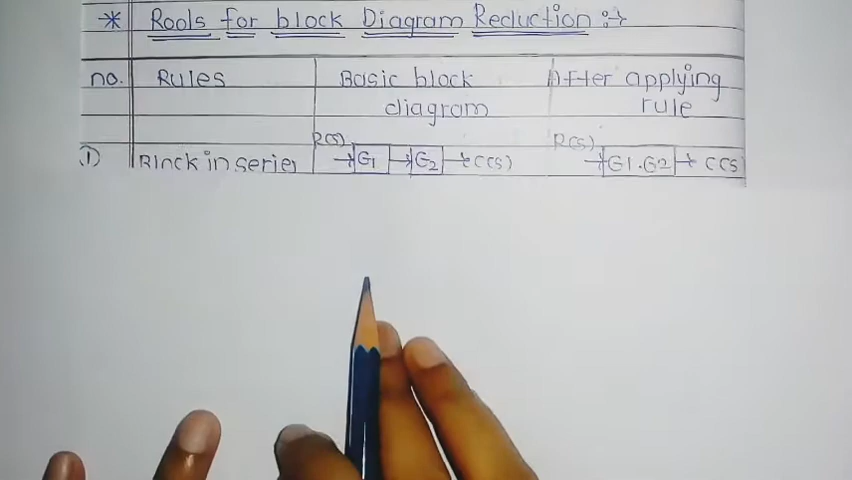 * Rools for block Diagram Reduction :→
no. Rules Basic block diagram After applying rule
① Block in series R(s) → G1 → G2 → C(s) R(s) → G1.G2 → C(s